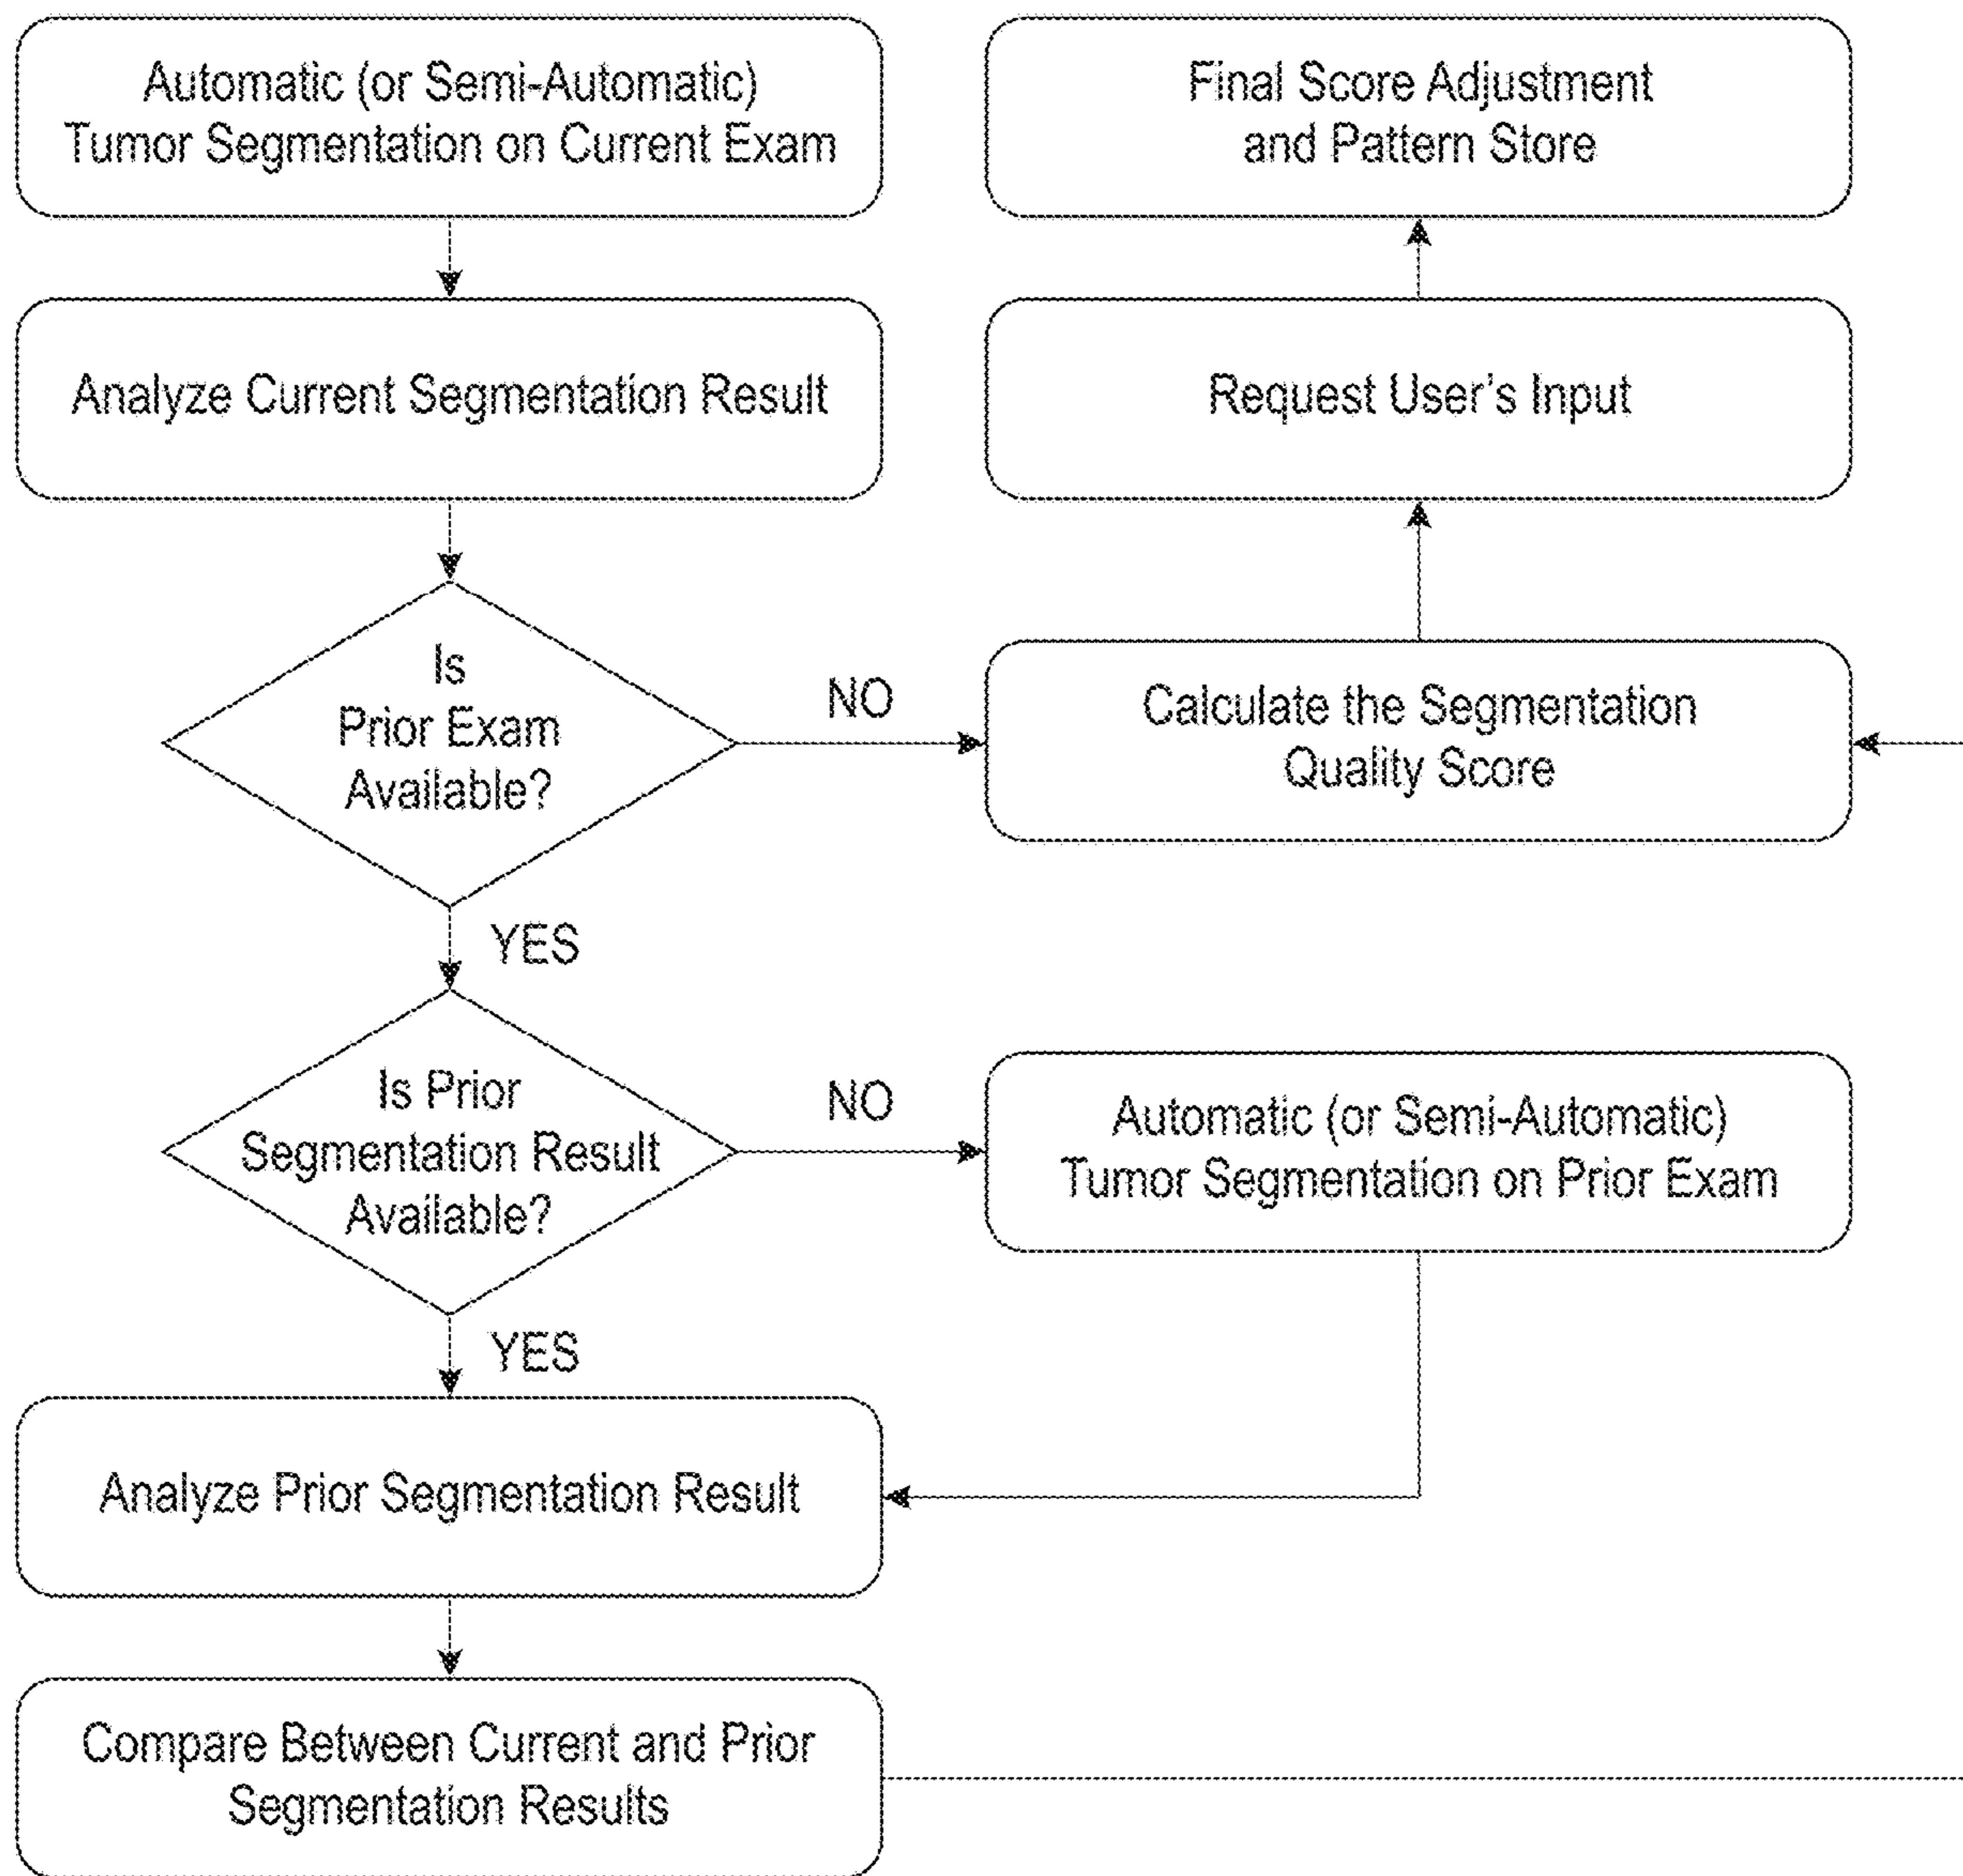 Automatic (or Semi-Automatic)
Tumor Segmentation on Current Exam
Analyze Current Segmentation Result
Is
Prior Exam
Available?
NO
YES
Is Prior
Segmentation Result
Available?
NO
YES
Analyze Prior Segmentation Result
Compare Between Current and Prior
Segmentation Results
Final Score Adjustment
and Pattern Store
Request User's Input
Calculate the Segmentation
Quality Score
Automatic (or Semi-Automatic)
Tumor Segmentation on Prior Exam